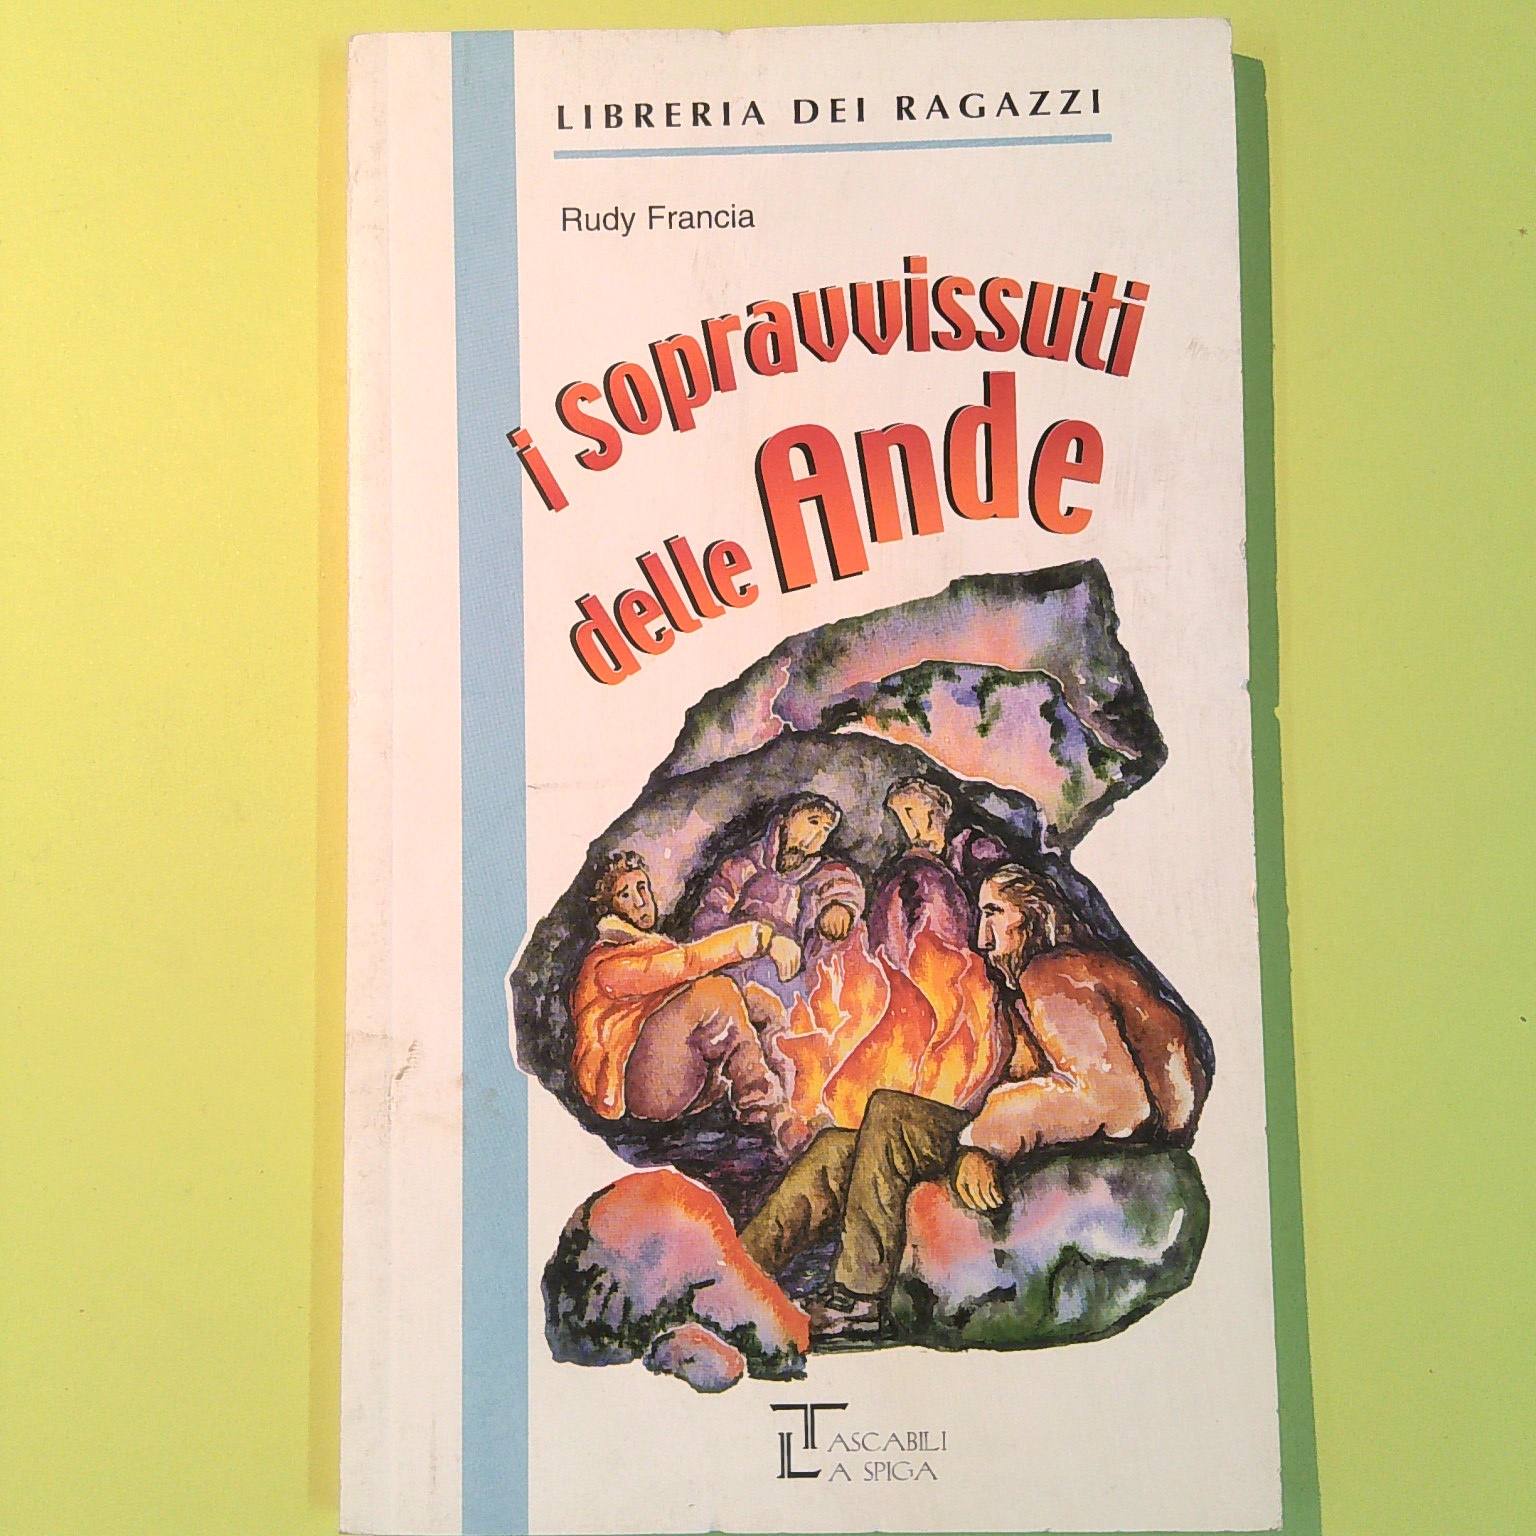 LIBRERIA DEI RAGAZZI
Rudy Francia
i sopravvissuti
delle Ande
TASCABILI
LA SPIGA